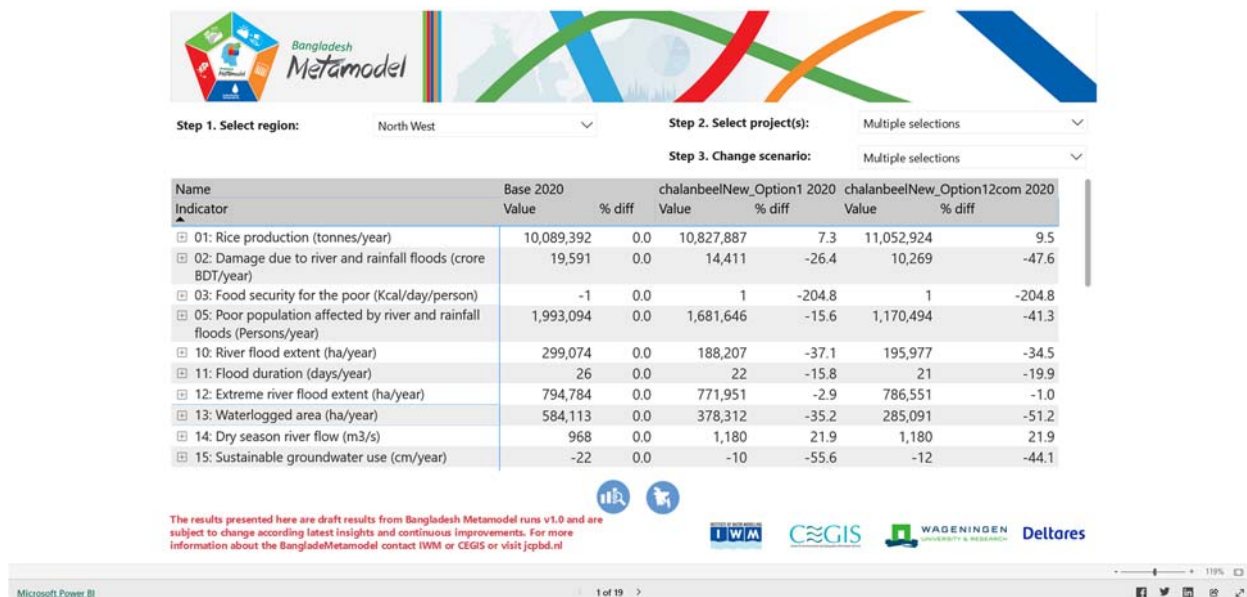 Bangladesh
Metamodel
Step 1. Select region:
North West
Step 2. Select project(s):
Multiple selections
Step 3. Change scenario:
Multiple selections
Name Base 2020 chalanbeelNew_Option1 2020 chalanbeelNew_Option12com 2020
Indicator Value % diff Value % diff Value % diff
01: Rice production (tonnes/year) 10,089,392 0.0 10,827,887 7.3 11,052,924 9.5
02: Damage due to river and rainfall floods (crore 19,591 0.0 14,411 -26.4 10,269 -47.6
BDT/year)
03: Food security for the poor (Kcal/day/person) -1 0.0 1 -204.8 1 -204.8
05: Poor population affected by river and rainfall 1,993,094 0.0 1,681,646 -15.6 1,170,494 -41.3
floods (Persons/year)
10: River flood extent (ha/year) 299,074 0.0 188,207 -37.1 195,977 -34.5
11: Flood duration (days/year) 26 0.0 22 -15.8 21 -19.9
12: Extreme river flood extent (ha/year) 794,784 0.0 771,951 -2.9 786,551 -1.0
13: Waterlogged area (ha/year) 584,113 0.0 378,312 -35.2 285,091 -51.2
14: Dry season river flow (m3/s) 968 0.0 1,180 21.9 1,180 21.9
15: Sustainable groundwater use (cm/year) -22 0.0 -10 -55.6 -12 -44.1
The results presented here are draft results from Bangladesh Metamodel runs v1.0 and are
subject to change according latest insights and continuous improvements. For more
information about the BangladeMetamodel contact IWM or CEGIS or visit jcpbd.nl
IWM
CEGIS
WAGENINGEN
UNIVERSITY & RESEARCH
Deltares
- + 119%
Microsoft Power BI
1 of 19 >